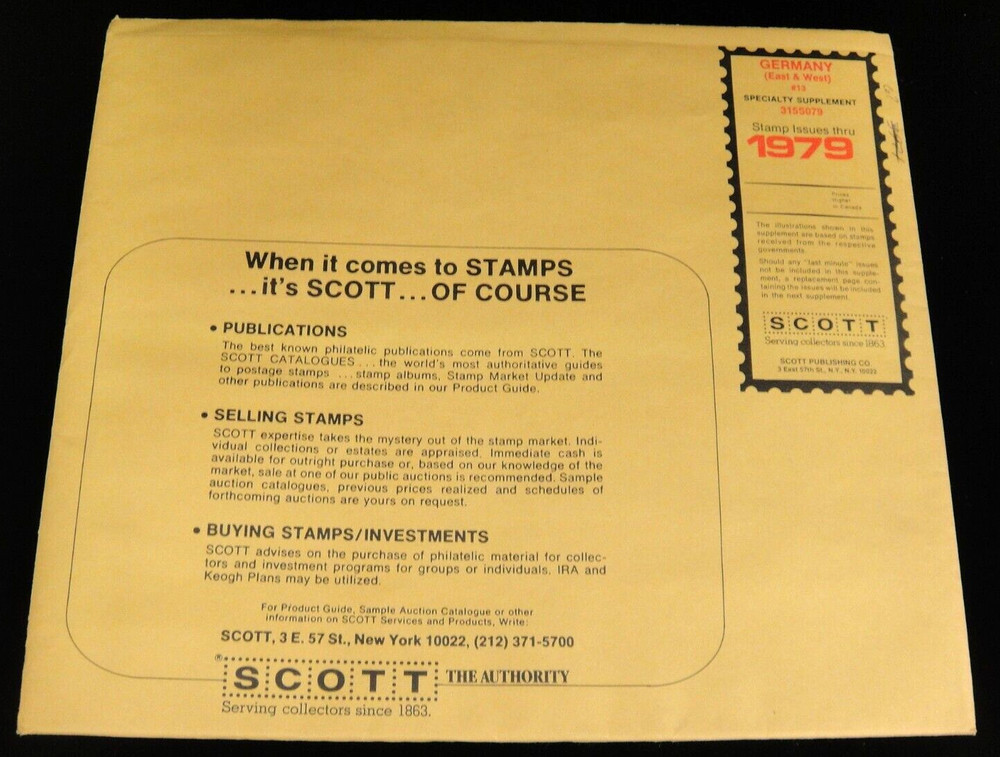 GERMANY
(East & West)
#13
SPECIALTY SUPPLEMENT
3155079
Stamp Issues thru
1979
Prices
Higher
in Canada
The illustrations shown in this
supplement are based on stamps
received from the respective
governments.
Should any "last minute" issues
not be included in this supple-
ment, a replacement page con-
taining the issues will be included
in the next supplement.
SCOTT
Serving collectors since 1863.
SCOTT PUBLISHING CO.
3 East 57th St., N.Y., N.Y. 10022
When it comes to STAMPS
...it's SCOTT...OF COURSE
• PUBLICATIONS
The best known philatelic publications come from SCOTT. The
SCOTT CATALOGUES ... the world's most authoritative guides
to postage stamps ... stamp albums, Stamp Market Update and
other publications are described in our Product Guide.
• SELLING STAMPS
SCOTT expertise takes the mystery out of the stamp market. Indi-
vidual collections or estates are appraised. Immediate cash is
available for outright purchase or, based on our knowledge of the
market, sale at one of our public auctions is recommended. Sample
auction catalogues, previous prices realized and schedules of
forthcoming auctions are yours on request.
• BUYING STAMPS/INVESTMENTS
SCOTT advises on the purchase of philatelic material for collec-
tors and investment programs for groups or individuals. IRA and
Keogh Plans may be utilized.
For Product Guide, Sample Auction Catalogue or other
information on SCOTT Services and Products, Write:
SCOTT, 3 E. 57 St., New York 10022, (212) 371-5700
® SCOTT THE AUTHORITY
Serving collectors since 1863.